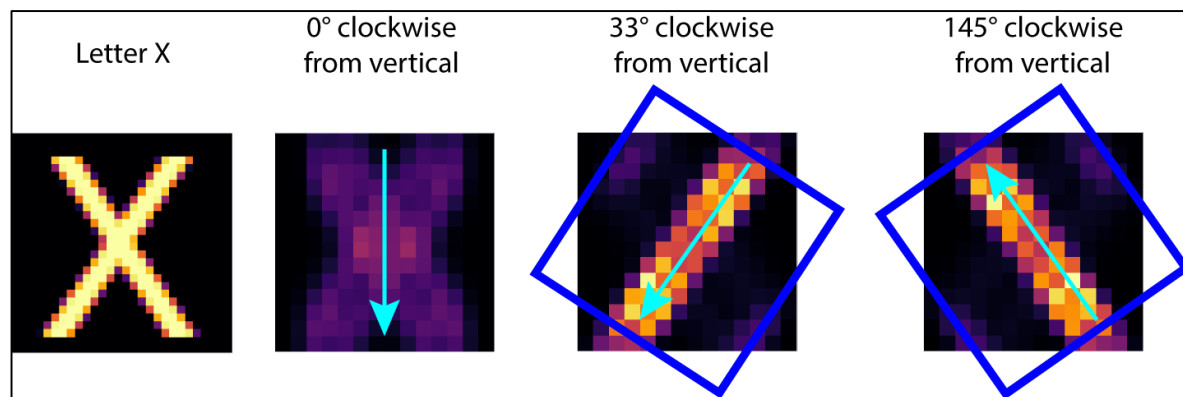 Letter X
0° clockwise
from vertical
33° clockwise
from vertical
145° clockwise
from vertical